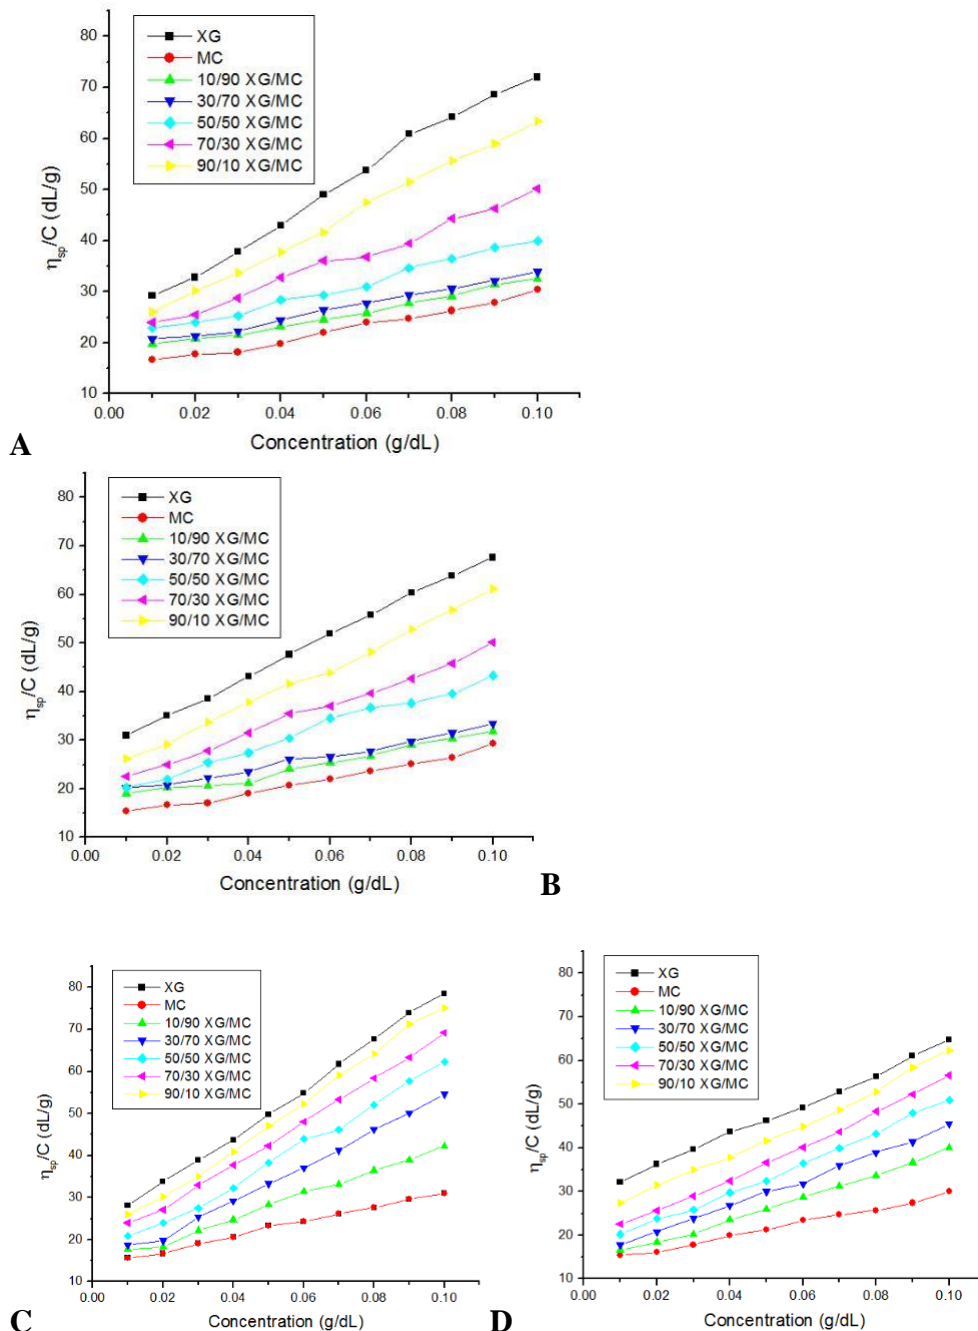 80
70
60
50
40
30
20
10
ηsp/C (dL/g)
XG
MC
10/90 XG/MC
30/70 XG/MC
50/50 XG/MC
70/30 XG/MC
90/10 XG/MC
0.00 0.02 0.04 0.06 0.08 0.10
Concentration (g/dL)
A
80
70
60
50
40
30
20
10
ηsp/C (dL/g)
XG
MC
10/90 XG/MC
30/70 XG/MC
50/50 XG/MC
70/30 XG/MC
90/10 XG/MC
0.00 0.02 0.04 0.06 0.08 0.10
Concentration (g/dL)
B
80
70
60
50
40
30
20
10
ηsp/C (dL/g)
XG
MC
10/90 XG/MC
30/70 XG/MC
50/50 XG/MC
70/30 XG/MC
90/10 XG/MC
0.00 0.02 0.04 0.06 0.08 0.10
Concentration (g/dL)
C
80
70
60
50
40
30
20
10
ηsp/C (dL/g)
XG
MC
10/90 XG/MC
30/70 XG/MC
50/50 XG/MC
70/30 XG/MC
90/10 XG/MC
0.00 0.02 0.04 0.06 0.08 0.10
Concentration (g/dL)
D